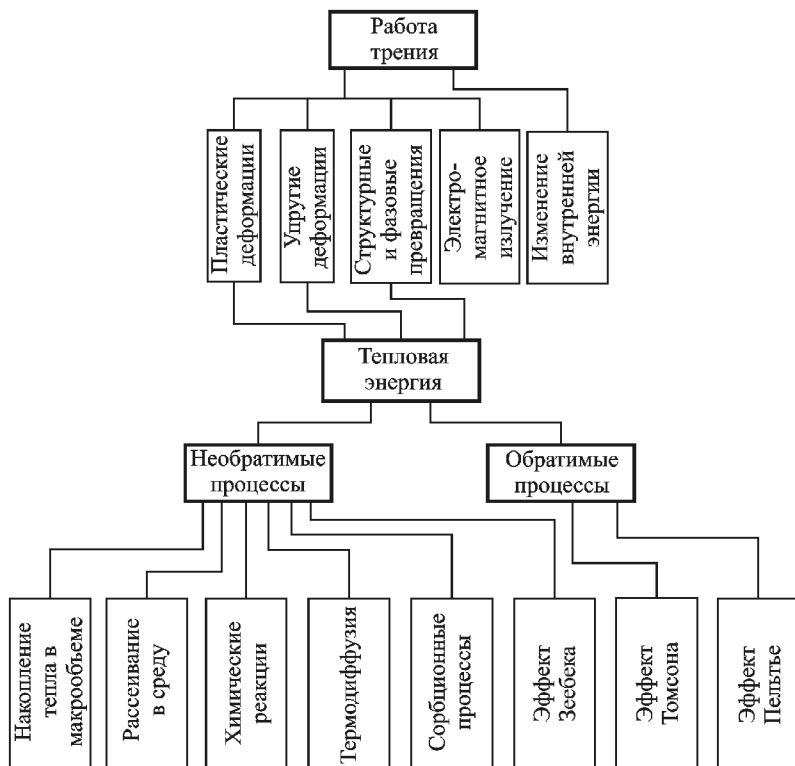 Работа
трения
Пластические
деформации
Упругие
деформации
Структурные
и фазовые
превращения
Электро-
магнитное
излучение
Изменение
внутренней
энергии
Тепловая
энергия
Необратимые
процессы
Обратимые
процессы
Накопление
тепла в
макрообъеме
Рассеивание
в среду
Химические
реакции
Термодиффузия
Сорбционные
процессы
Эффект
Зеебека
Эффект
Томсона
Эффект
Пельтье